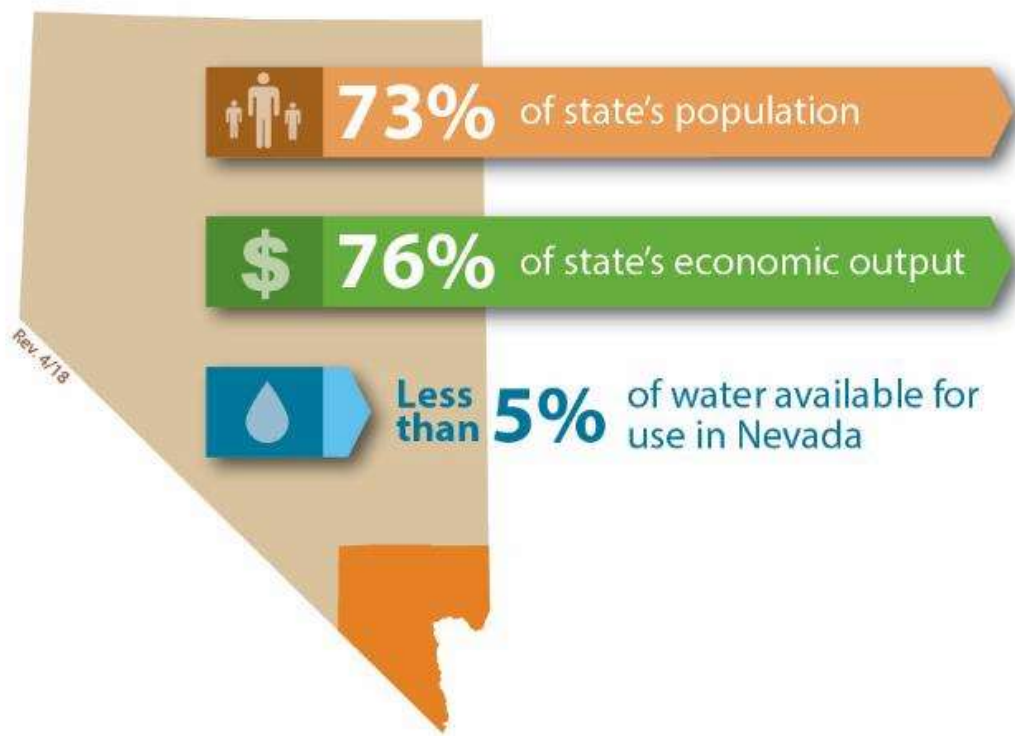 73% of state's population
$ 76% of state's economic output
Rev. 4/18
Less than 5% of water available for
use in Nevada